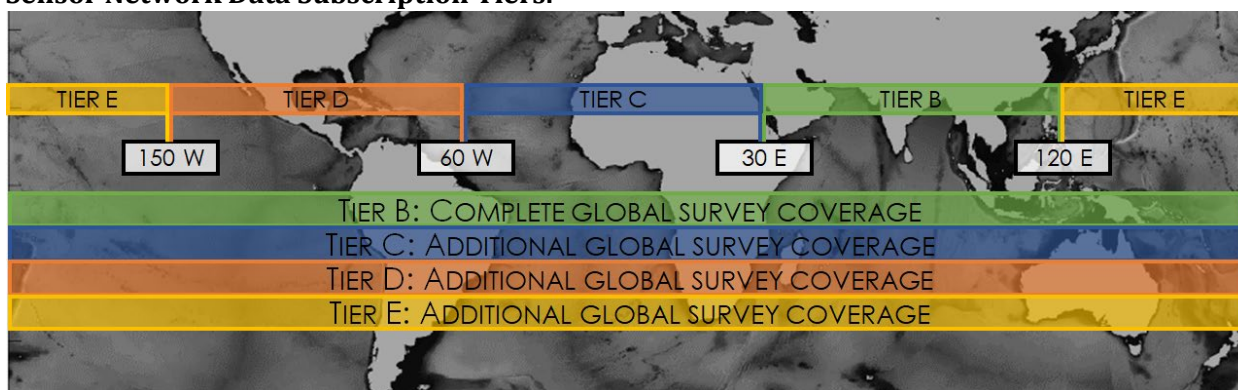 Sensor Network Data Subscription Tiers:
TIER E TIER D TIER C TIER B TIER E
150 W 60 W 30 E 120 E
TIER B: COMPLETE GLOBAL SURVEY COVERAGE
TIER C: ADDITIONAL GLOBAL SURVEY COVERAGE
TIER D: ADDITIONAL GLOBAL SURVEY COVERAGE
TIER E: ADDITIONAL GLOBAL SURVEY COVERAGE